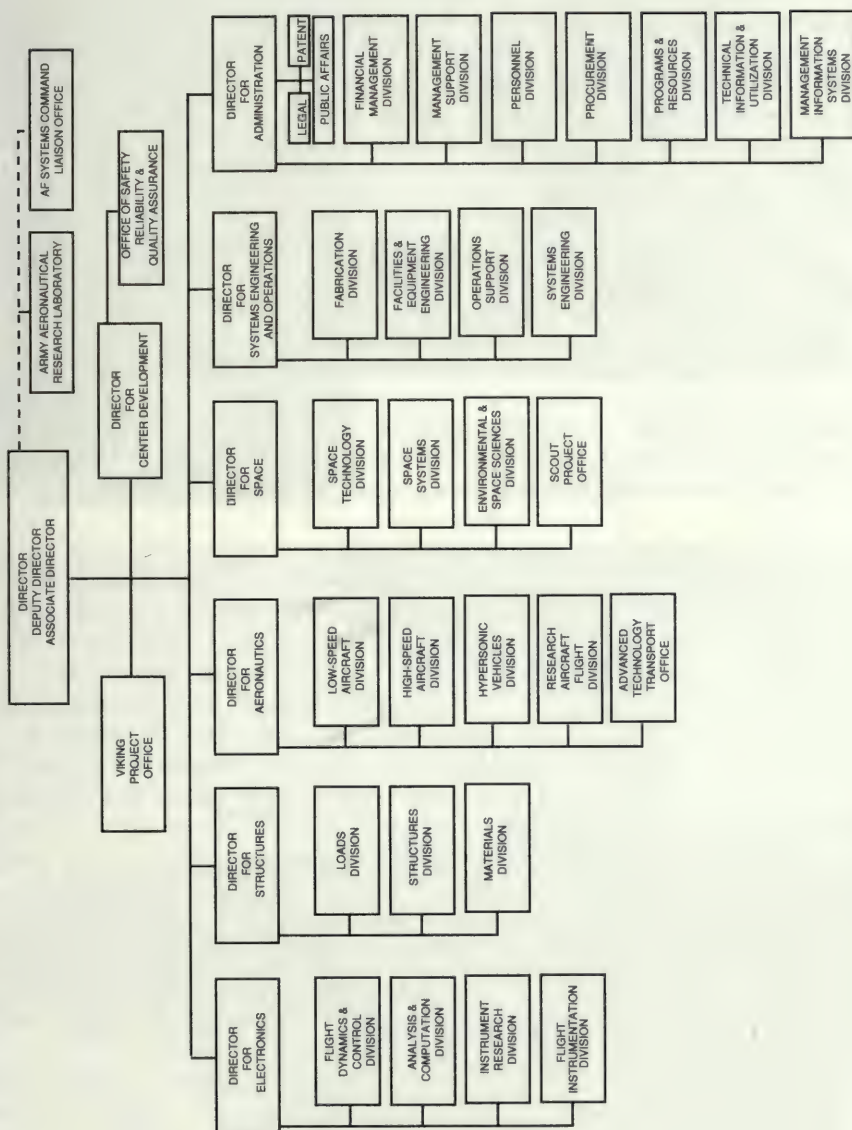 DIRECTOR
DEPUTY DIRECTOR
ASSOCIATE DIRECTOR
ARMY AERONAUTICAL
RESEARCH LABORATORY
AF SYSTEMS COMMAND
LIAISON OFFICE
VIKING
PROJECT
OFFICE
DIRECTOR
FOR
CENTER DEVELOPMENT
OFFICE OF SAFETY
RELIABILITY &
QUALITY ASSURANCE
DIRECTOR
FOR
ELECTRONICS
FLIGHT
DYNAMICS &
CONTROL
DIVISION
ANALYSIS &
COMPUTATION
DIVISION
INSTRUMENT
RESEARCH
DIVISION
FLIGHT
INSTRUMENTATION
DIVISION
DIRECTOR
FOR
STRUCTURES
LOADS
DIVISION
STRUCTURES
DIVISION
MATERIALS
DIVISION
DIRECTOR
FOR
AERONAUTICS
LOW-SPEED
AIRCRAFT
DIVISION
HIGH-SPEED
AIRCRAFT
DIVISION
HYPERSONIC
VEHICLES
DIVISION
RESEARCH
AIRCRAFT
FLIGHT
DIVISION
ADVANCED
TECHNOLOGY
TRANSPORT
OFFICE
DIRECTOR
FOR
SPACE
SPACE
TECHNOLOGY
DIVISION
SPACE
SYSTEMS
DIVISION
ENVIRONMENTAL &
SPACE SCIENCES
DIVISION
SCOUT
PROJECT
OFFICE
DIRECTOR
FOR
SYSTEMS ENGINEERING
AND OPERATIONS
FABRICATION
DIVISION
FACILITIES &
EQUIPMENT
ENGINEERING
DIVISION
OPERATIONS
SUPPORT
DIVISION
SYSTEMS
ENGINEERING
DIVISION
DIRECTOR
FOR
ADMINISTRATION
LEGAL
PATENT
PUBLIC AFFAIRS
FINANCIAL
MANAGEMENT
DIVISION
MANAGEMENT
SUPPORT
DIVISION
PERSONNEL
DIVISION
PROCUREMENT
DIVISION
PROGRAMS &
RESOURCES
DIVISION
TECHNICAL
INFORMATION &
UTILIZATION
DIVISION
MANAGEMENT
INFORMATION
SYSTEMS
DIVISION